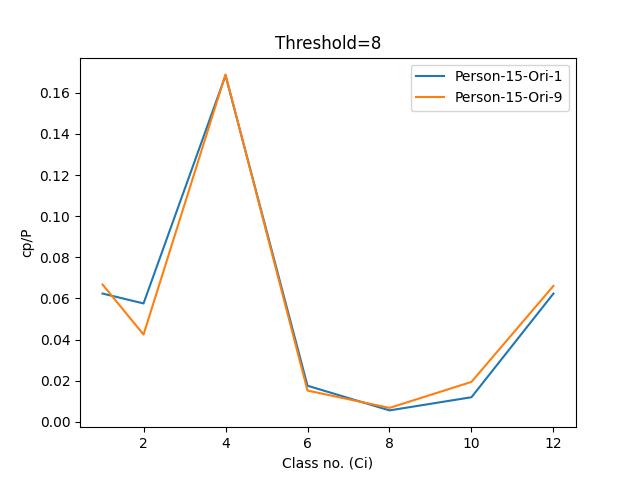 Threshold=8
Person-15-Ori-1
Person-15-Ori-9
cp/P
0.16
0.14
0.12
0.10
0.08
0.06
0.04
0.02
0.00
2 4 6 8 10 12
Class no. (Ci)